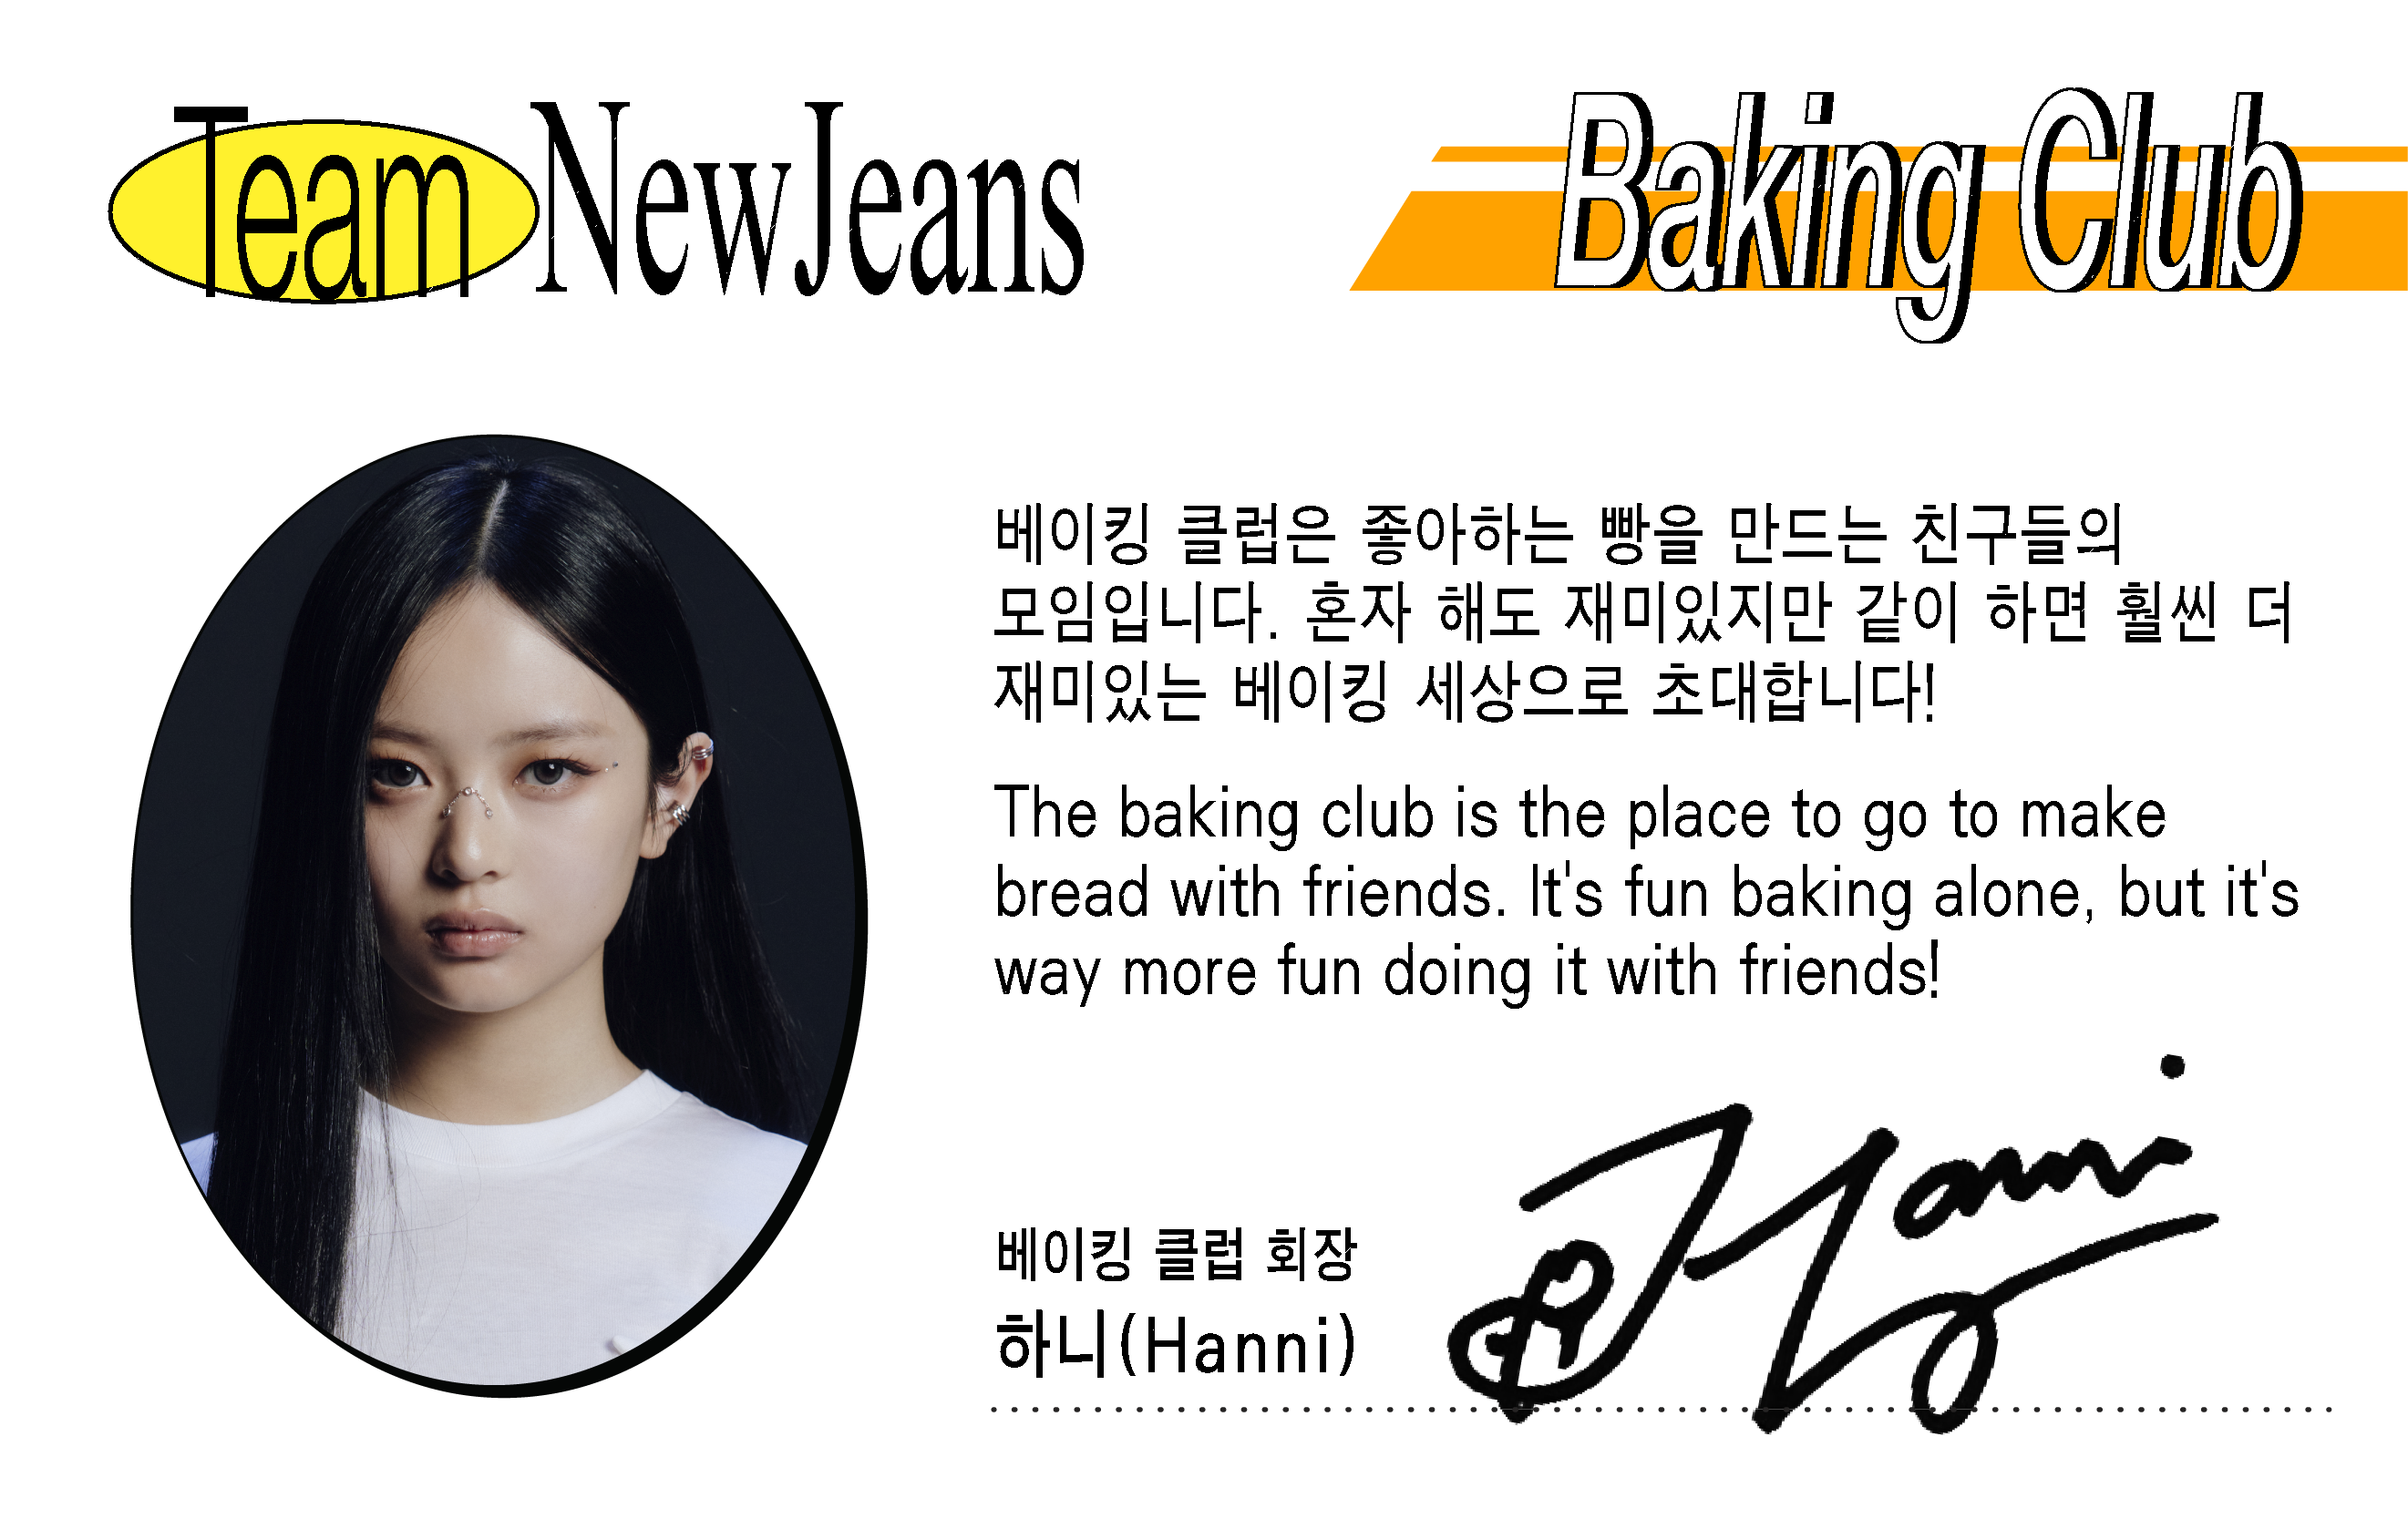 Team NewJeans
Baking Club
베이킹 클럽은 좋아하는 빵을 만드는 친구들의
모임입니다. 혼자 해도 재미있지만 같이 하면 훨씬 더
재미있는 베이킹 세상으로 초대합니다!
The baking club is the place to go to make
bread with friends. It's fun baking alone, but it's
way more fun doing it with friends!
베이킹 클럽 회장
하니(Hanni)
Hanni